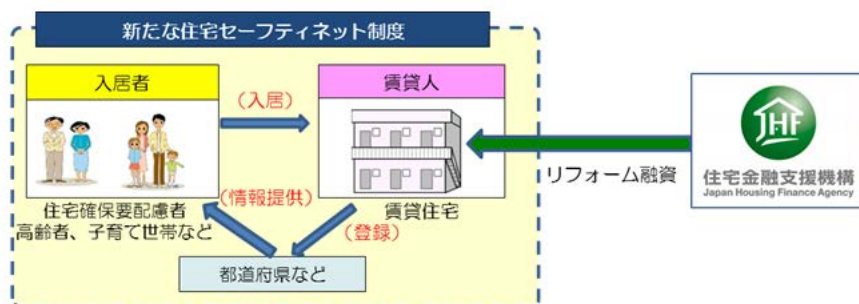 新たな住宅セーフティネット制度
入居者
(入居)
賃貸人
JHF
住宅金融支援機構
Japan Housing Finance Agency
リフォーム融資
住宅確保要配慮者
高齢者、子育て世帯など
(情報提供)
賃貸住宅
(登録)
都道府県など